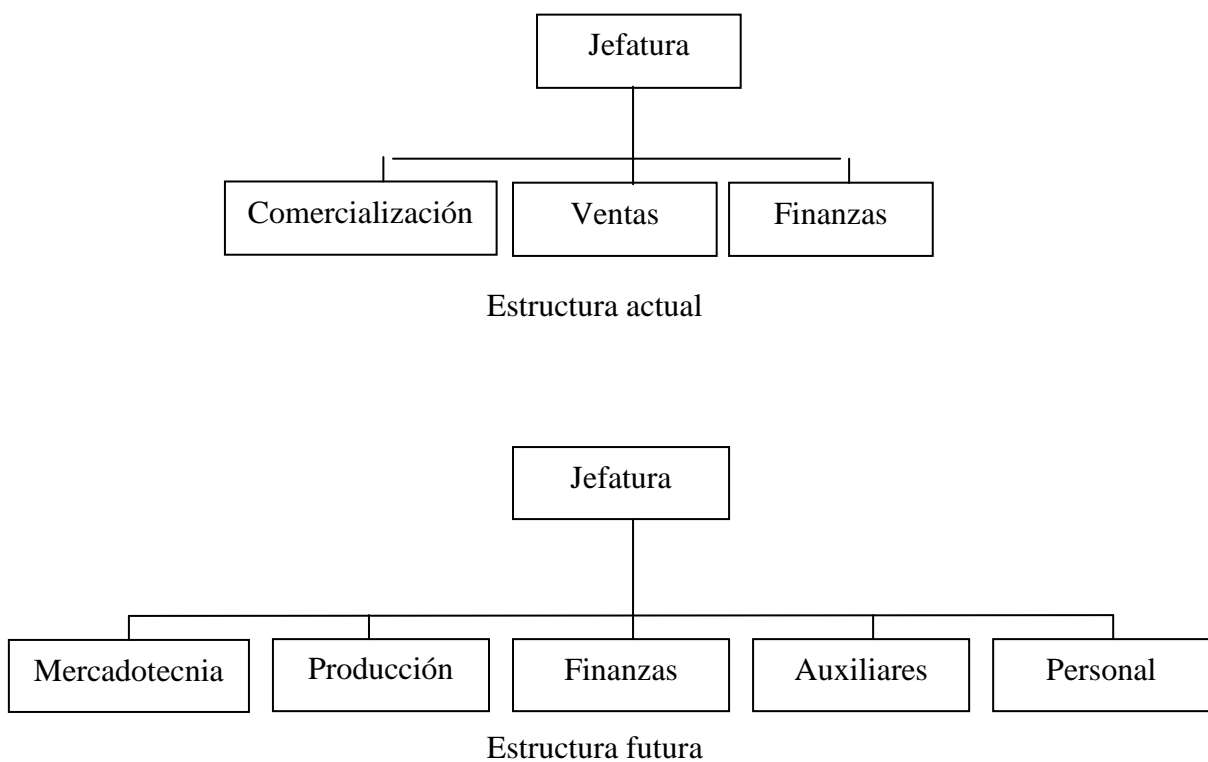 Jefatura
Comercialización
Ventas
Finanzas
Estructura actual
Jefatura
Mercadotecnia
Producción
Finanzas
Auxiliares
Personal
Estructura futura